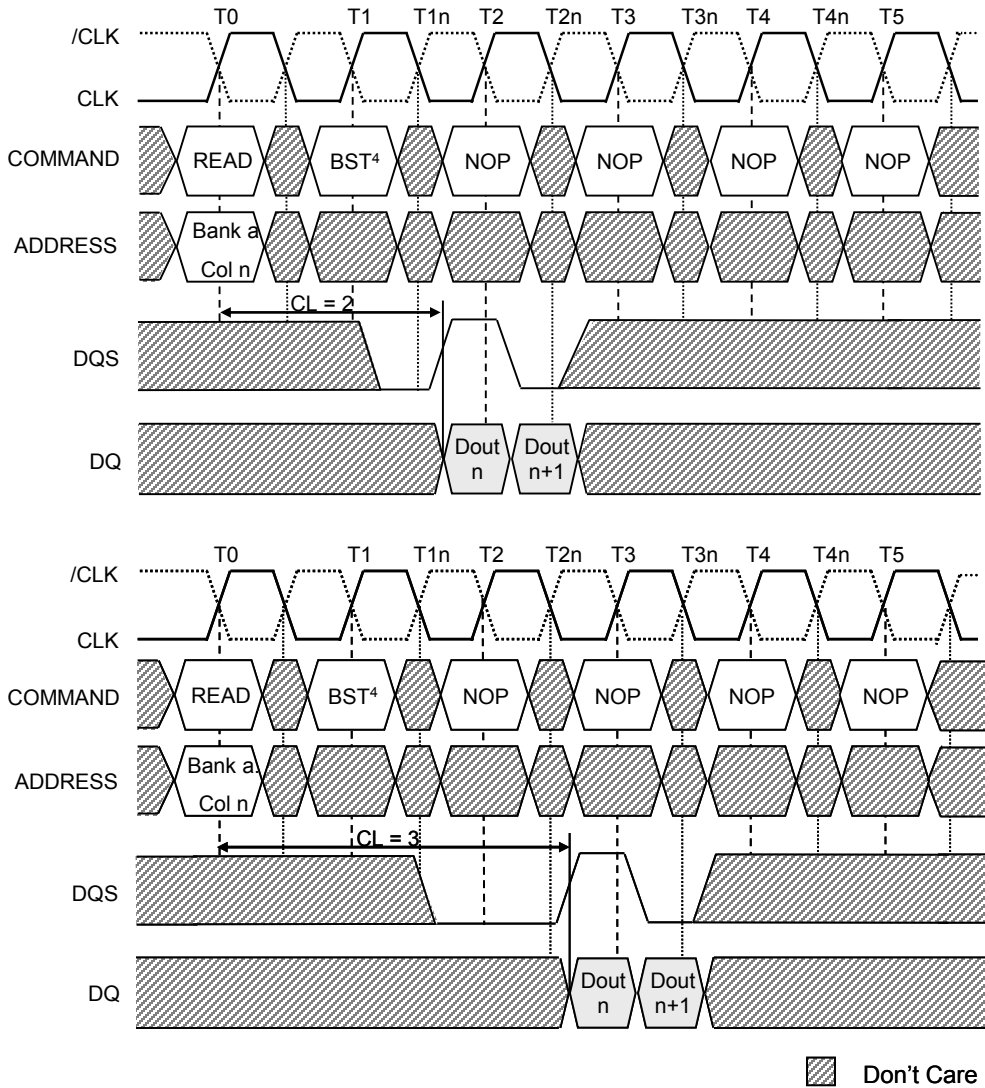 T0 T1 T1n T2 T2n T3 T3n T4 T4n T5
/CLK
CLK
COMMAND READ BST⁴ NOP NOP NOP NOP
ADDRESS Bank a
Col n
CL = 2
DQS
DQ Dout n Dout n+1
T0 T1 T1n T2 T2n T3 T3n T4 T4n T5
/CLK
CLK
COMMAND READ BST⁴ NOP NOP NOP NOP
ADDRESS Bank a.
Col n
CL = 3
DQS
DQ Dout n Dout n+1
Don't Care